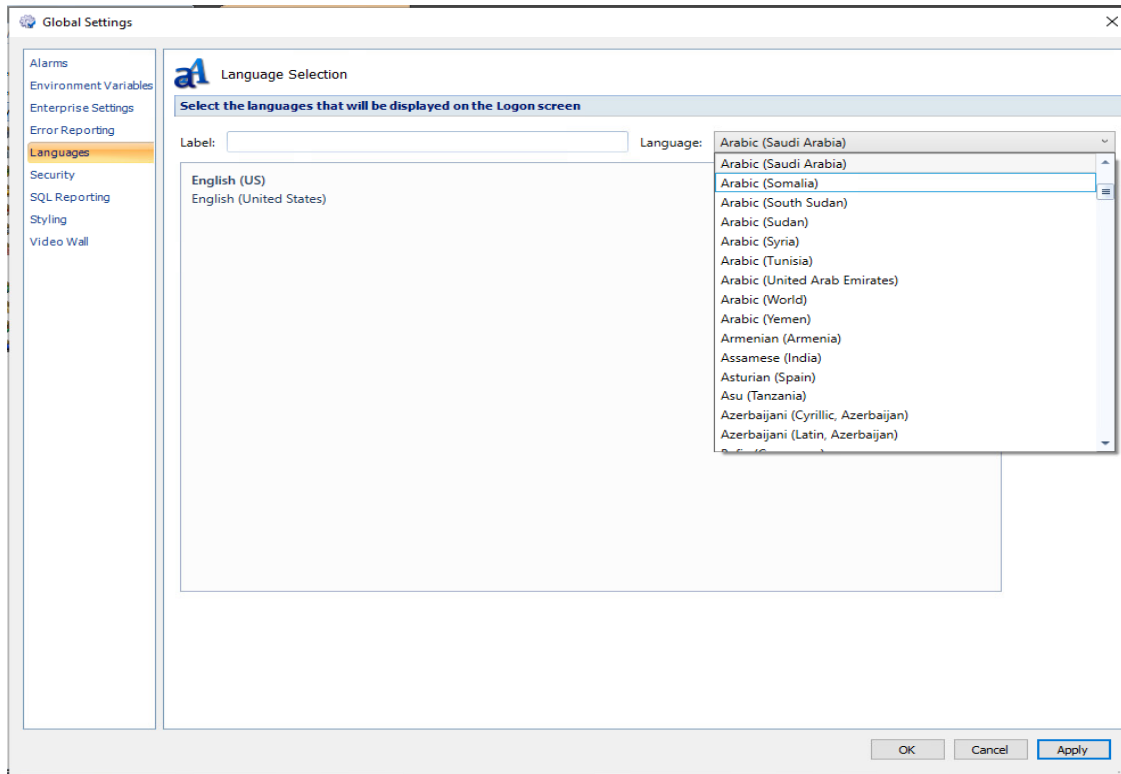 Global Settings
Alarms
Environment Variables
Enterprise Settings
Error Reporting
Languages
Security
SQL Reporting
Styling
Video Wall
Language Selection
Select the languages that will be displayed on the Logon screen
Label:
Language: Arabic (Saudi Arabia)
English (US)
English (United States)
Arabic (Saudi Arabia)
Arabic (Somalia)
Arabic (South Sudan)
Arabic (Sudan)
Arabic (Syria)
Arabic (Tunisia)
Arabic (United Arab Emirates)
Arabic (World)
Arabic (Yemen)
Armenian (Armenia)
Assamese (India)
Asturian (Spain)
Asu (Tanzania)
Azerbaijani (Cyrillic, Azerbaijan)
Azerbaijani (Latin, Azerbaijan)
OK Cancel Apply